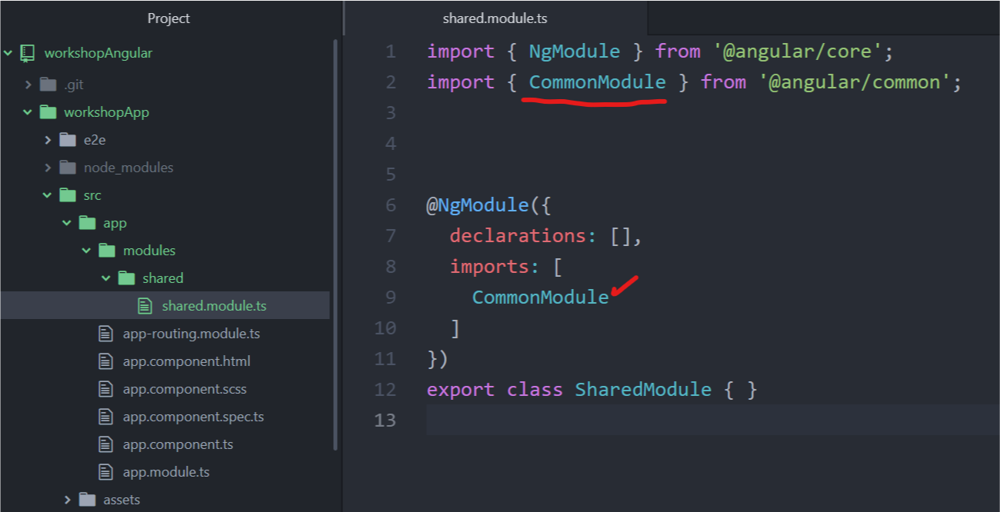 Project
workshopAngular
.git
workshopApp
e2e
node_modules
src
app
modules
shared
shared.module.ts
app-routing.module.ts
app.component.html
app.component.scss
app.component.spec.ts
app.component.ts
app.module.ts
assets
shared.module.ts
1 import { NgModule } from '@angular/core';
2 import { CommonModule } from '@angular/common';
3
4
5
6 @NgModule({
7   declarations: [],
8   imports: [
9     CommonModule
10   ]
11 })
12 export class SharedModule { }
13